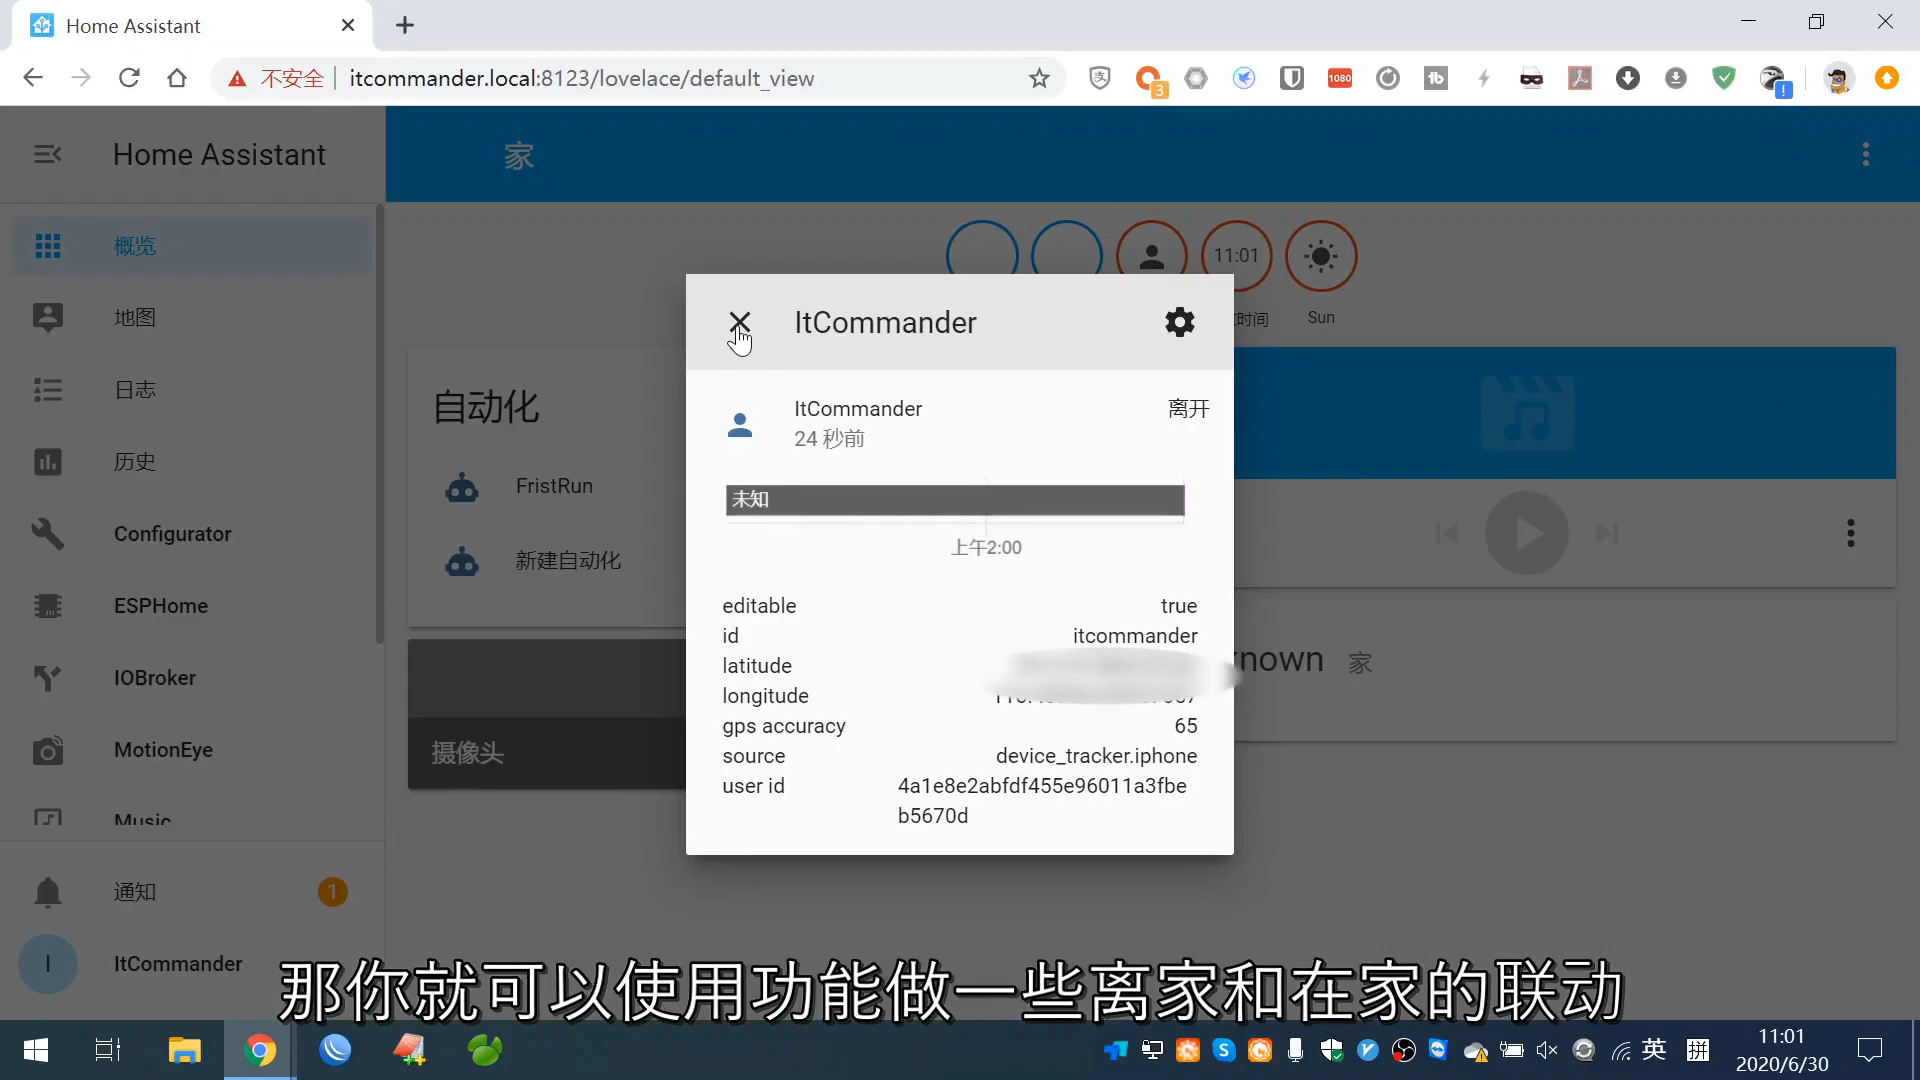 Home Assistant
3
1080
!
不安全
itcommander.local:8123/lovelace/default_view
Home Assistant
家
概览
地图
日志
历史
Configurator
ESPHome
IOBroker
MotionEye
Music
通知
1
I
ItCommander
11:01
时间
Sun
自动化
FristRun
新建自动化
摄像头
known 家
ItCommander
ItCommander
离开
24 秒前
未知
上午2:00
editable true
id itcommander
latitude
longitude
gps accuracy 65
source device_tracker.iphone
user id 4a1e8e2abfdf455e96011a3fbe
b5670d
那你就可以使用功能做一些离家和在家的联动
英
拼
11:01
2020/6/30